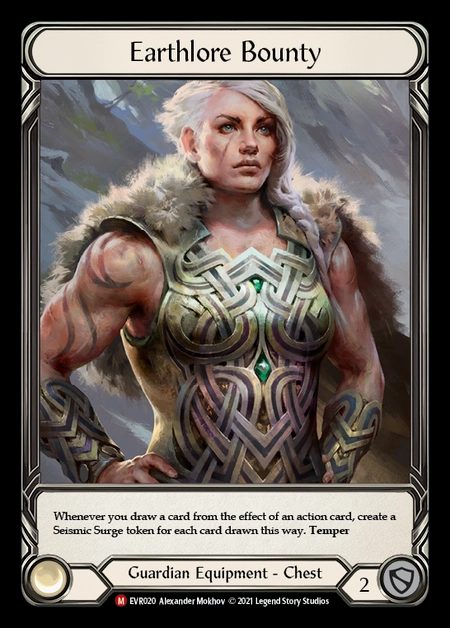 Earthlore Bounty
Whenever you draw a card from the effect of an action card, create a
Seismic Surge token for each card drawn this way. Temper
Guardian Equipment - Chest
2
M EVR020 Alexander Mokhov © 2021 Legend Story Studios